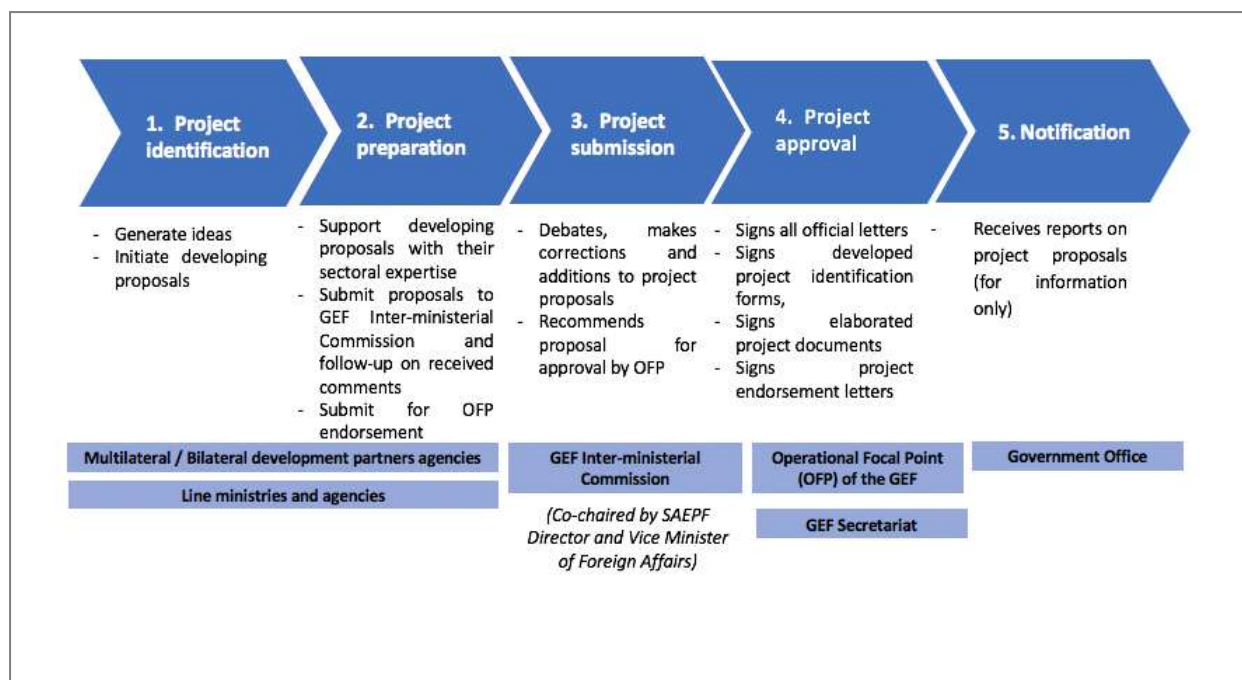 1. Project
identification
2. Project
preparation
3. Project
submission
4. Project
approval
5. Notification
- Generate ideas
- Initiate developing
proposals
- Support developing
proposals with their
sectoral expertise
- Submit proposals to
GEF Inter-ministerial
Commission and
follow-up on received
comments
- Submit for OFP
endorsement
- Debates, makes
corrections and
additions to project
proposals
- Recommends
proposal for
approval by OFP
- Signs all official letters
- Signs developed
project identification
forms,
- Signs elaborated
project documents
- Signs project
endorsement letters
- Receives reports on
project proposals
(for information
only)
Multilateral / Bilateral development partners agencies
Line ministries and agencies
GEF Inter-ministerial
Commission
(Co-chaired by SAEPF
Director and Vice Minister
of Foreign Affairs)
Operational Focal Point
(OFP) of the GEF
GEF Secretariat
Government Office